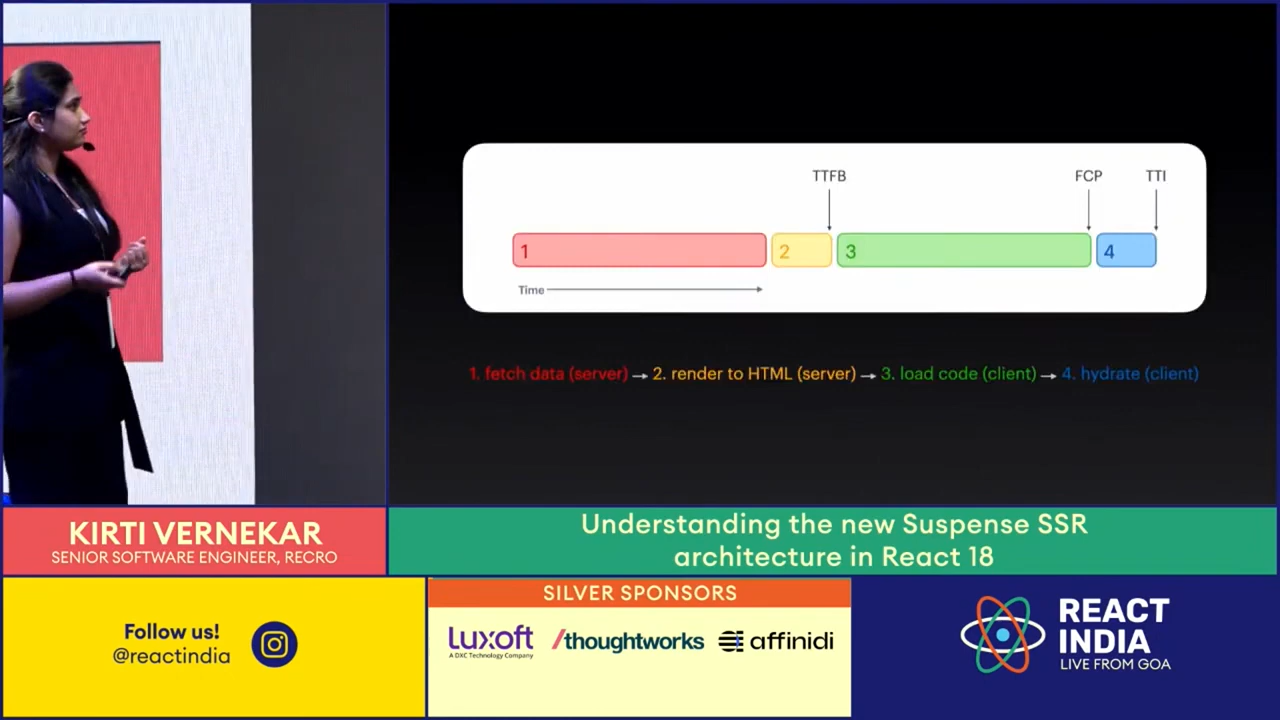 TTFB
FCP
TTI
1
2
3
4
Time
1. fetch data (server) → 2. render to HTML (server) → 3. load code (client) → 4. hydrate (client)
KIRTI VERNEKAR
SENIOR SOFTWARE ENGINEER, RECRO
Understanding the new Suspense SSR
architecture in React 18
Follow us!
@reactindia
SILVER SPONSORS
Luxoft
A DXC Technology Company
/thoughtworks
affinidi
REACT
INDIA
LIVE FROM GOA